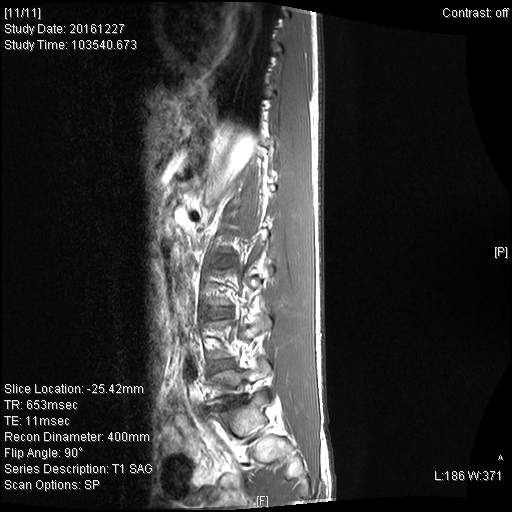 [11/11]
Study Date: 20161227
Study Time: 103540.673
Contrast: off
[P]
Slice Location: -25.42mm
TR: 653msec
TE: 11msec
Recon Dinameter: 400mm
Flip Angle: 90°
Series Description: T1 SAG
Scan Options: SP
A
L:186 W:371
[F]